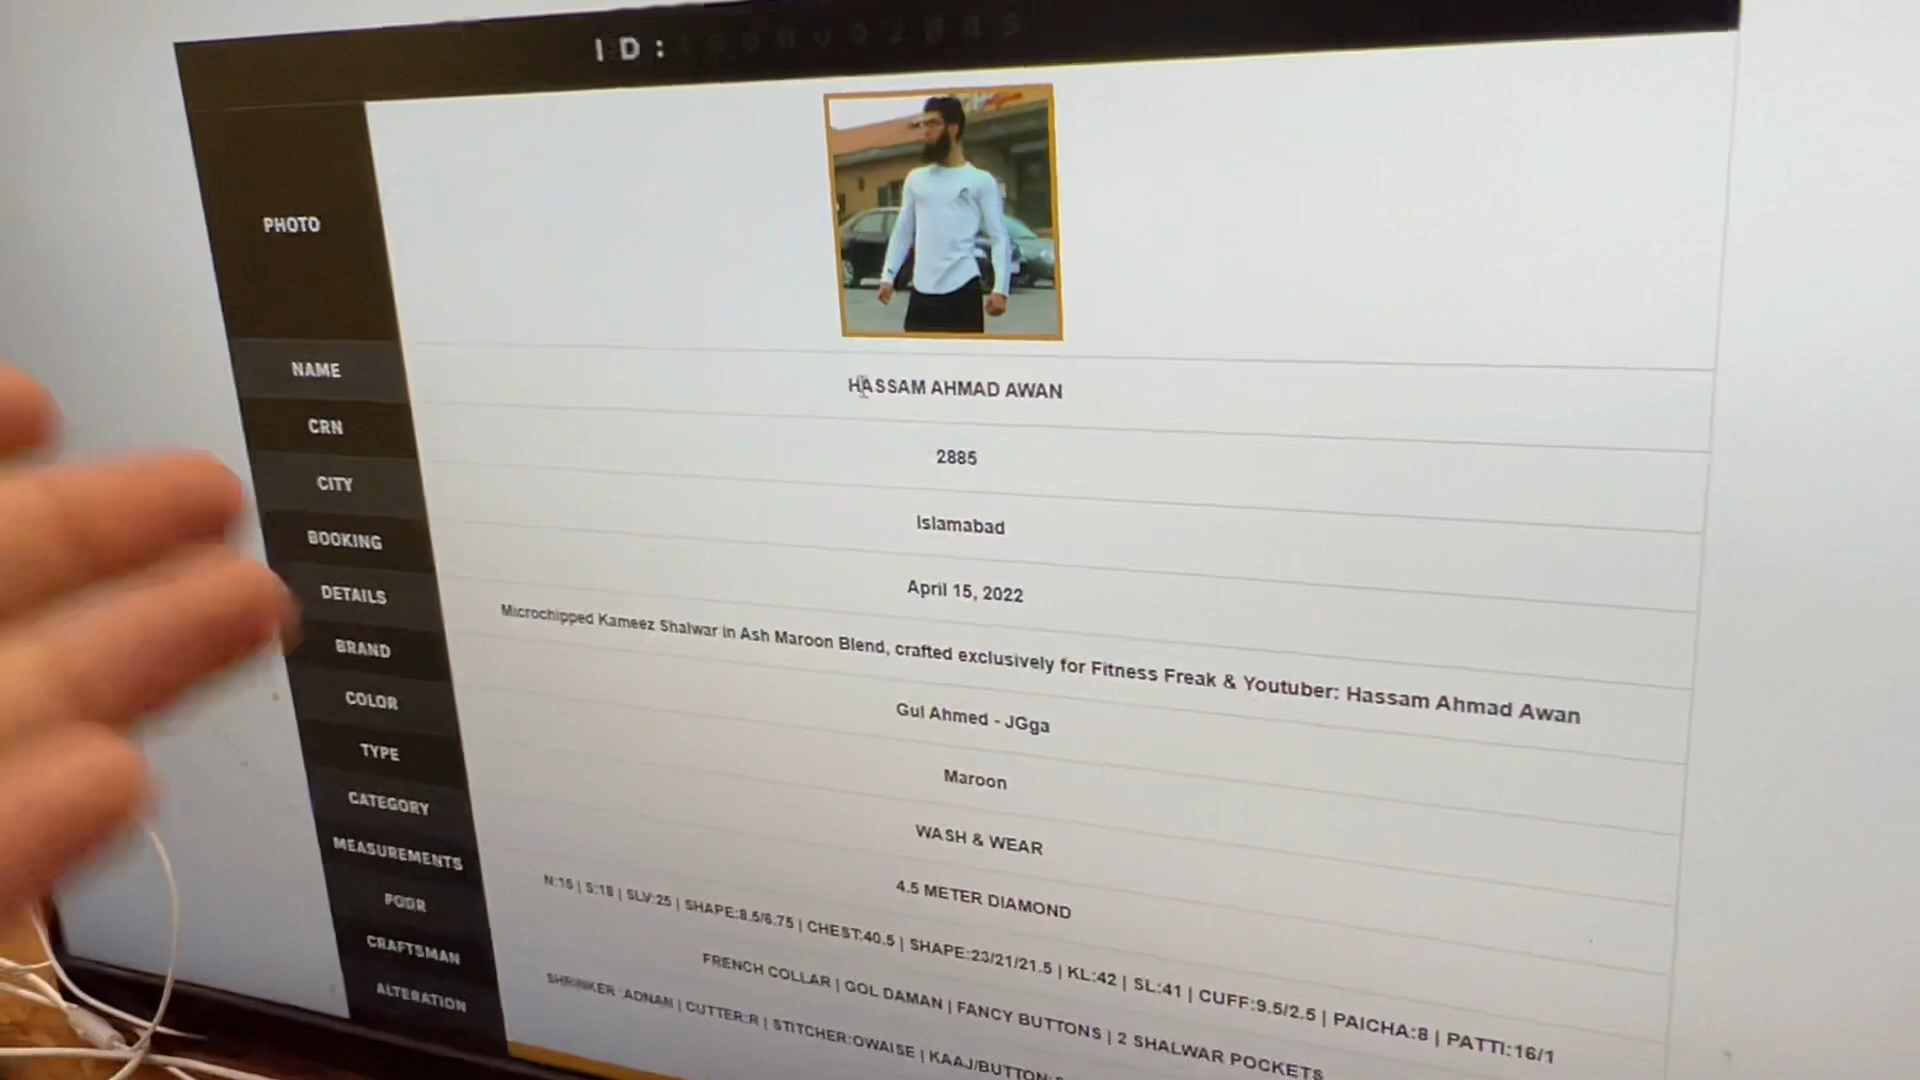 ID:
PHOTO
NAME HASSAM AHMAD AWAN
CRN 2885
CITY Islamabad
BOOKING April 15, 2022
DETAILS Microchipped Kameez Shalwar in Ash Maroon Blend, crafted exclusively for Fitness Freak & Youtuber: Hassam Ahmad Awan
BRAND Gul Ahmed - JGga
COLOR Maroon
TYPE WASH & WEAR
CATEGORY 4.5 METER DIAMOND
MEASUREMENTS N:15 | S:18 | SLV:25 | SHAPE:8.5/6.75 | CHEST:40.5 | SHAPE:23/21/21.5 | KL:42 | SL:41 | CUFF:9.5/2.5 | PAICHA:8 | PATTI:16/1
FRENCH COLLAR | GOL DAMAN | FANCY BUTTONS | 2 SHALWAR POCKETS
CRAFTSMAN SHRINKER :ADNAN | CUTTER:R | STITCHER:OWAISE | KAAJ/BUTTON:
ALTERATION